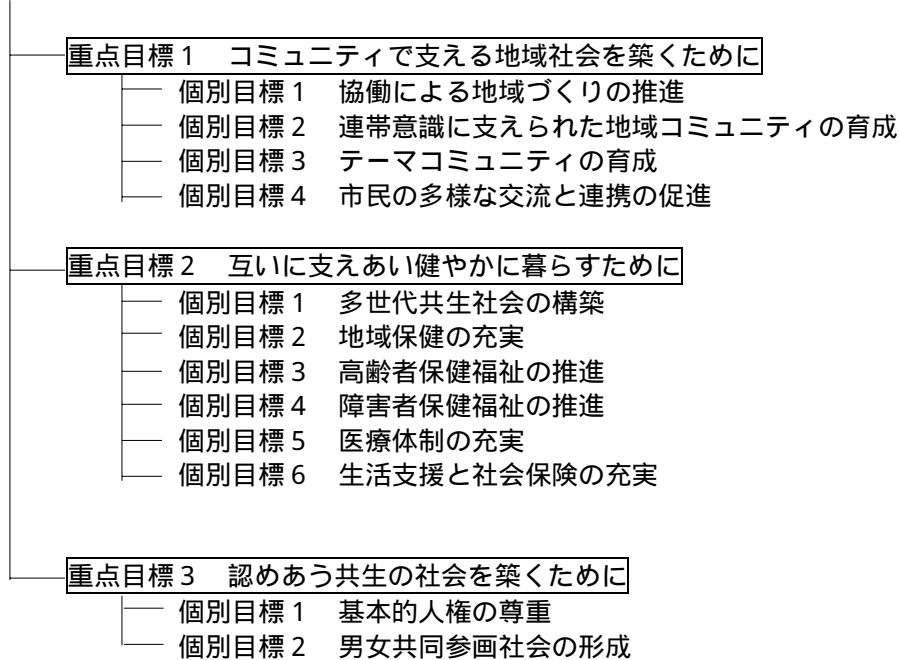 重点目標1 コミュニティで支える地域社会を築くために
個別目標1 協働による地域づくりの推進
個別目標2 連帯意識に支えられた地域コミュニティの育成
個別目標3 テーマコミュニティの育成
個別目標4 市民の多様な交流と連携の促進
重点目標2 互いに支えあい健やかに暮らすために
個別目標1 多世代共生社会の構築
個別目標2 地域保健の充実
個別目標3 高齢者保健福祉の推進
個別目標4 障害者保健福祉の推進
個別目標5 医療体制の充実
個別目標6 生活支援と社会保険の充実
重点目標3 認めあう共生の社会を築くために
個別目標1 基本的人権の尊重
個別目標2 男女共同参画社会の形成